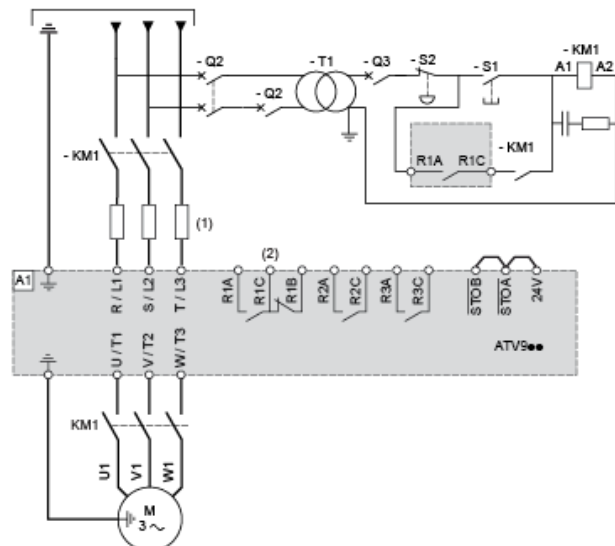 - Q2
- T1
- Q3
- S2
- S1
- KM1
A1
A2
- Q2
- KM1
R1A
R1C
- KM1
(1)
(2)
A1
R / L1
S / L2
T / L3
R1A
R1C
R1B
R2A
R2C
R3A
R3C
STOB
STOA
24V
U / T1
V / T2
W / T3
ATV9●●
KM1
U1
V1
W1
M
3 ~